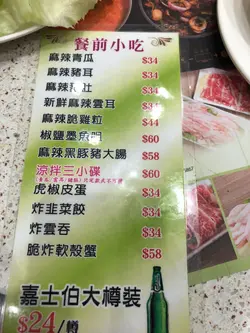 餐前小吃
麻辣青瓜 $34
麻辣豬耳 $34
麻辣 肚 $34
新鮮麻辣雲耳 $34
麻辣脆雞粒 $44
椒鹽墨魚 $60
麻辣黑豚豬大腸 $58
涼拌三小碟 $60
虎椒皮蛋 $34
炸韭菜餃 $34
炸雲吞 $34
脆炸軟殼蟹 $58
嘉士伯大樽裝
$24/樽